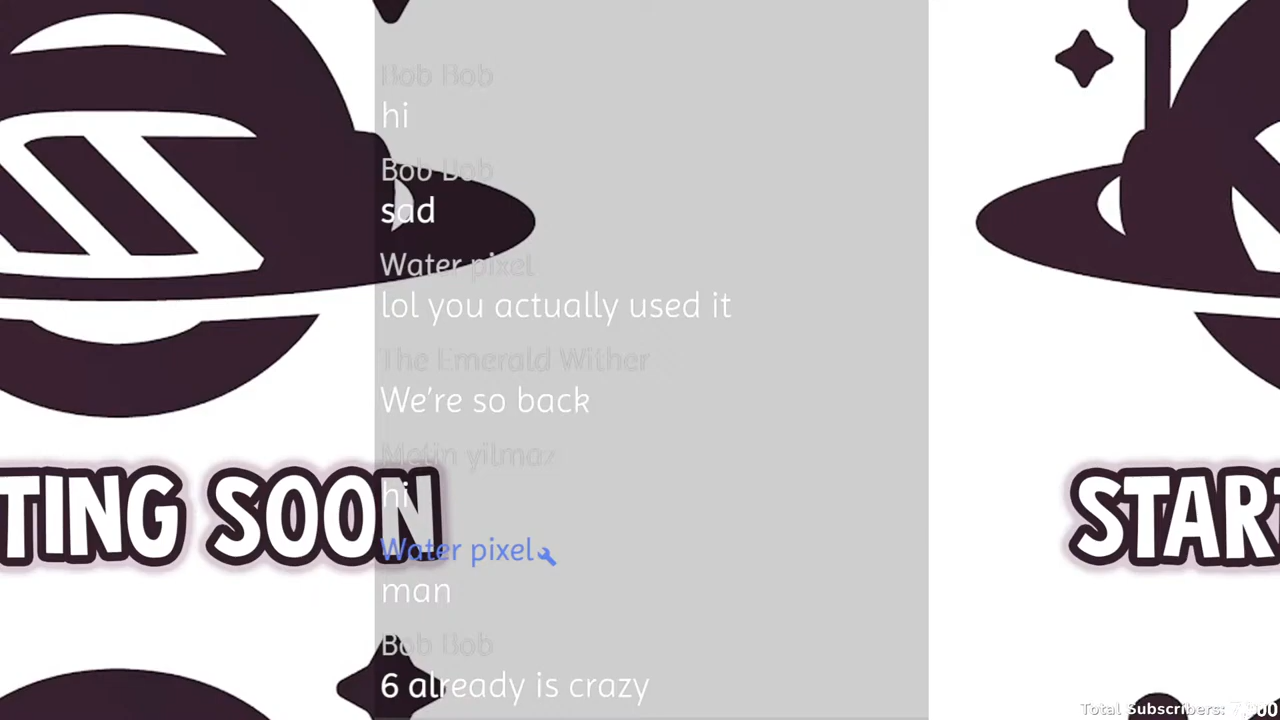 Bob Bob
hi
Bob Bob
sad
Water pixel
lol you actually used it
The Emerald Wither
We're so back
Metin yilmaz
hi
TING SOON
START
Water pixel
man
Bob Bob
6 already is crazy
Total Subscribers: